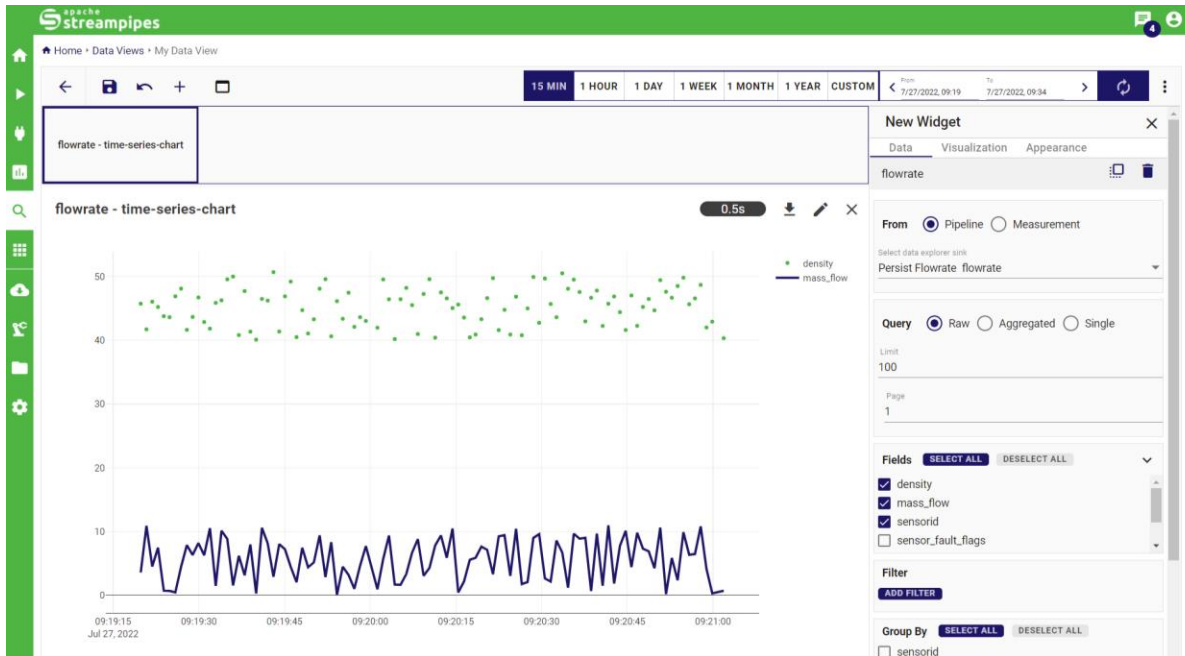 apache
streampipes
4
Home › Data Views › My Data View
15 MIN 1 HOUR 1 DAY 1 WEEK 1 MONTH 1 YEAR CUSTOM
From
7/27/2022, 09:19
To
7/27/2022, 09:34
flowrate - time-series-chart
flowrate - time-series-chart
0.5s
density
mass_flow
50
40
30
20
10
0
09:19:15 09:19:30 09:19:45 09:20:00 09:20:15 09:20:30 09:20:45 09:21:00
Jul 27, 2022
New Widget
Data Visualization Appearance
flowrate
From Pipeline Measurement
Select data explorer sink
Persist Flowrate flowrate
Query Raw Aggregated Single
Limit
100
Page
1
Fields SELECT ALL DESELECT ALL
density
mass_flow
sensorid
sensor_fault_flags
Filter
ADD FILTER
Group By SELECT ALL DESELECT ALL
sensorid